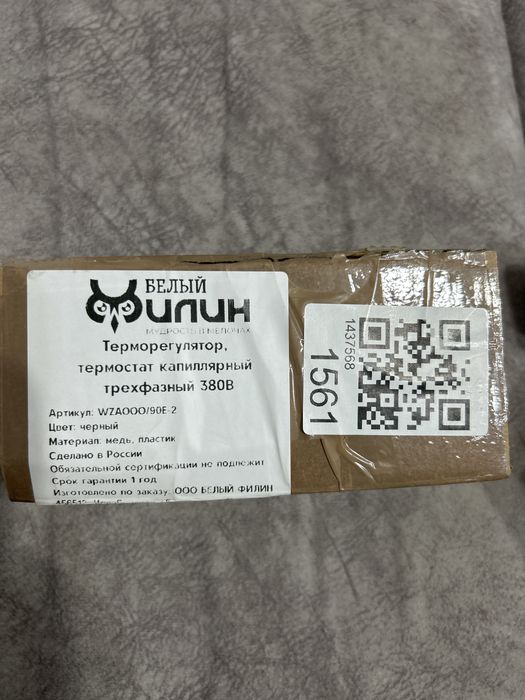 БЕЛЫЙ
ФИЛИН
МУДРОСТЬ В МЕЛОЧАХ
Терморегулятор,
термостат капиллярный
трехфазный 380В
Артикул: WZAOOO/90E-2
Цвет: черный
Материал: медь, пластик
Сделано в России
Обязательной сертификации не подлежит
Срок гарантии 1 год
Изготовлено по заказу: ООО БЕЛЫЙ ФИЛИН
1437568
1561